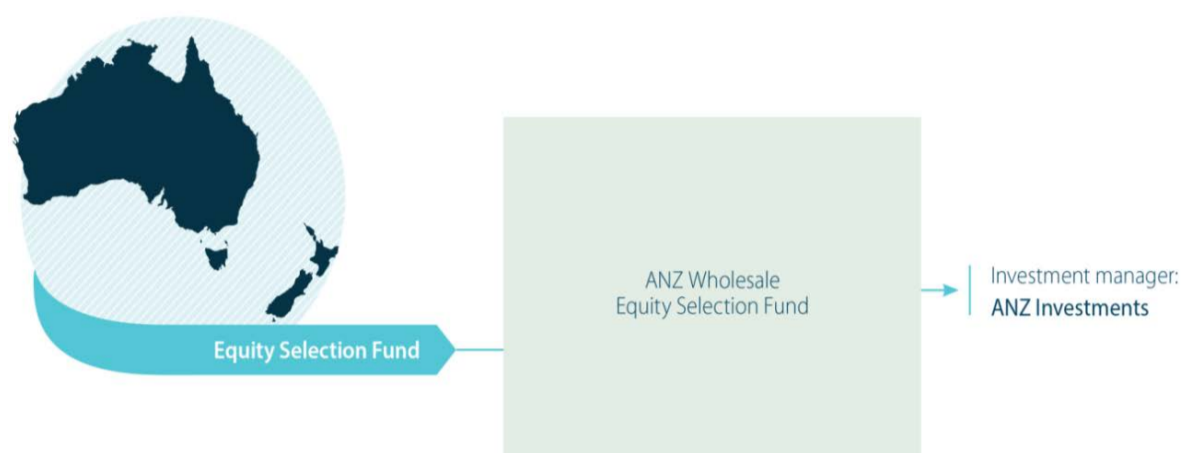 Equity Selection Fund
ANZ Wholesale
Equity Selection Fund
Investment manager:
ANZ Investments